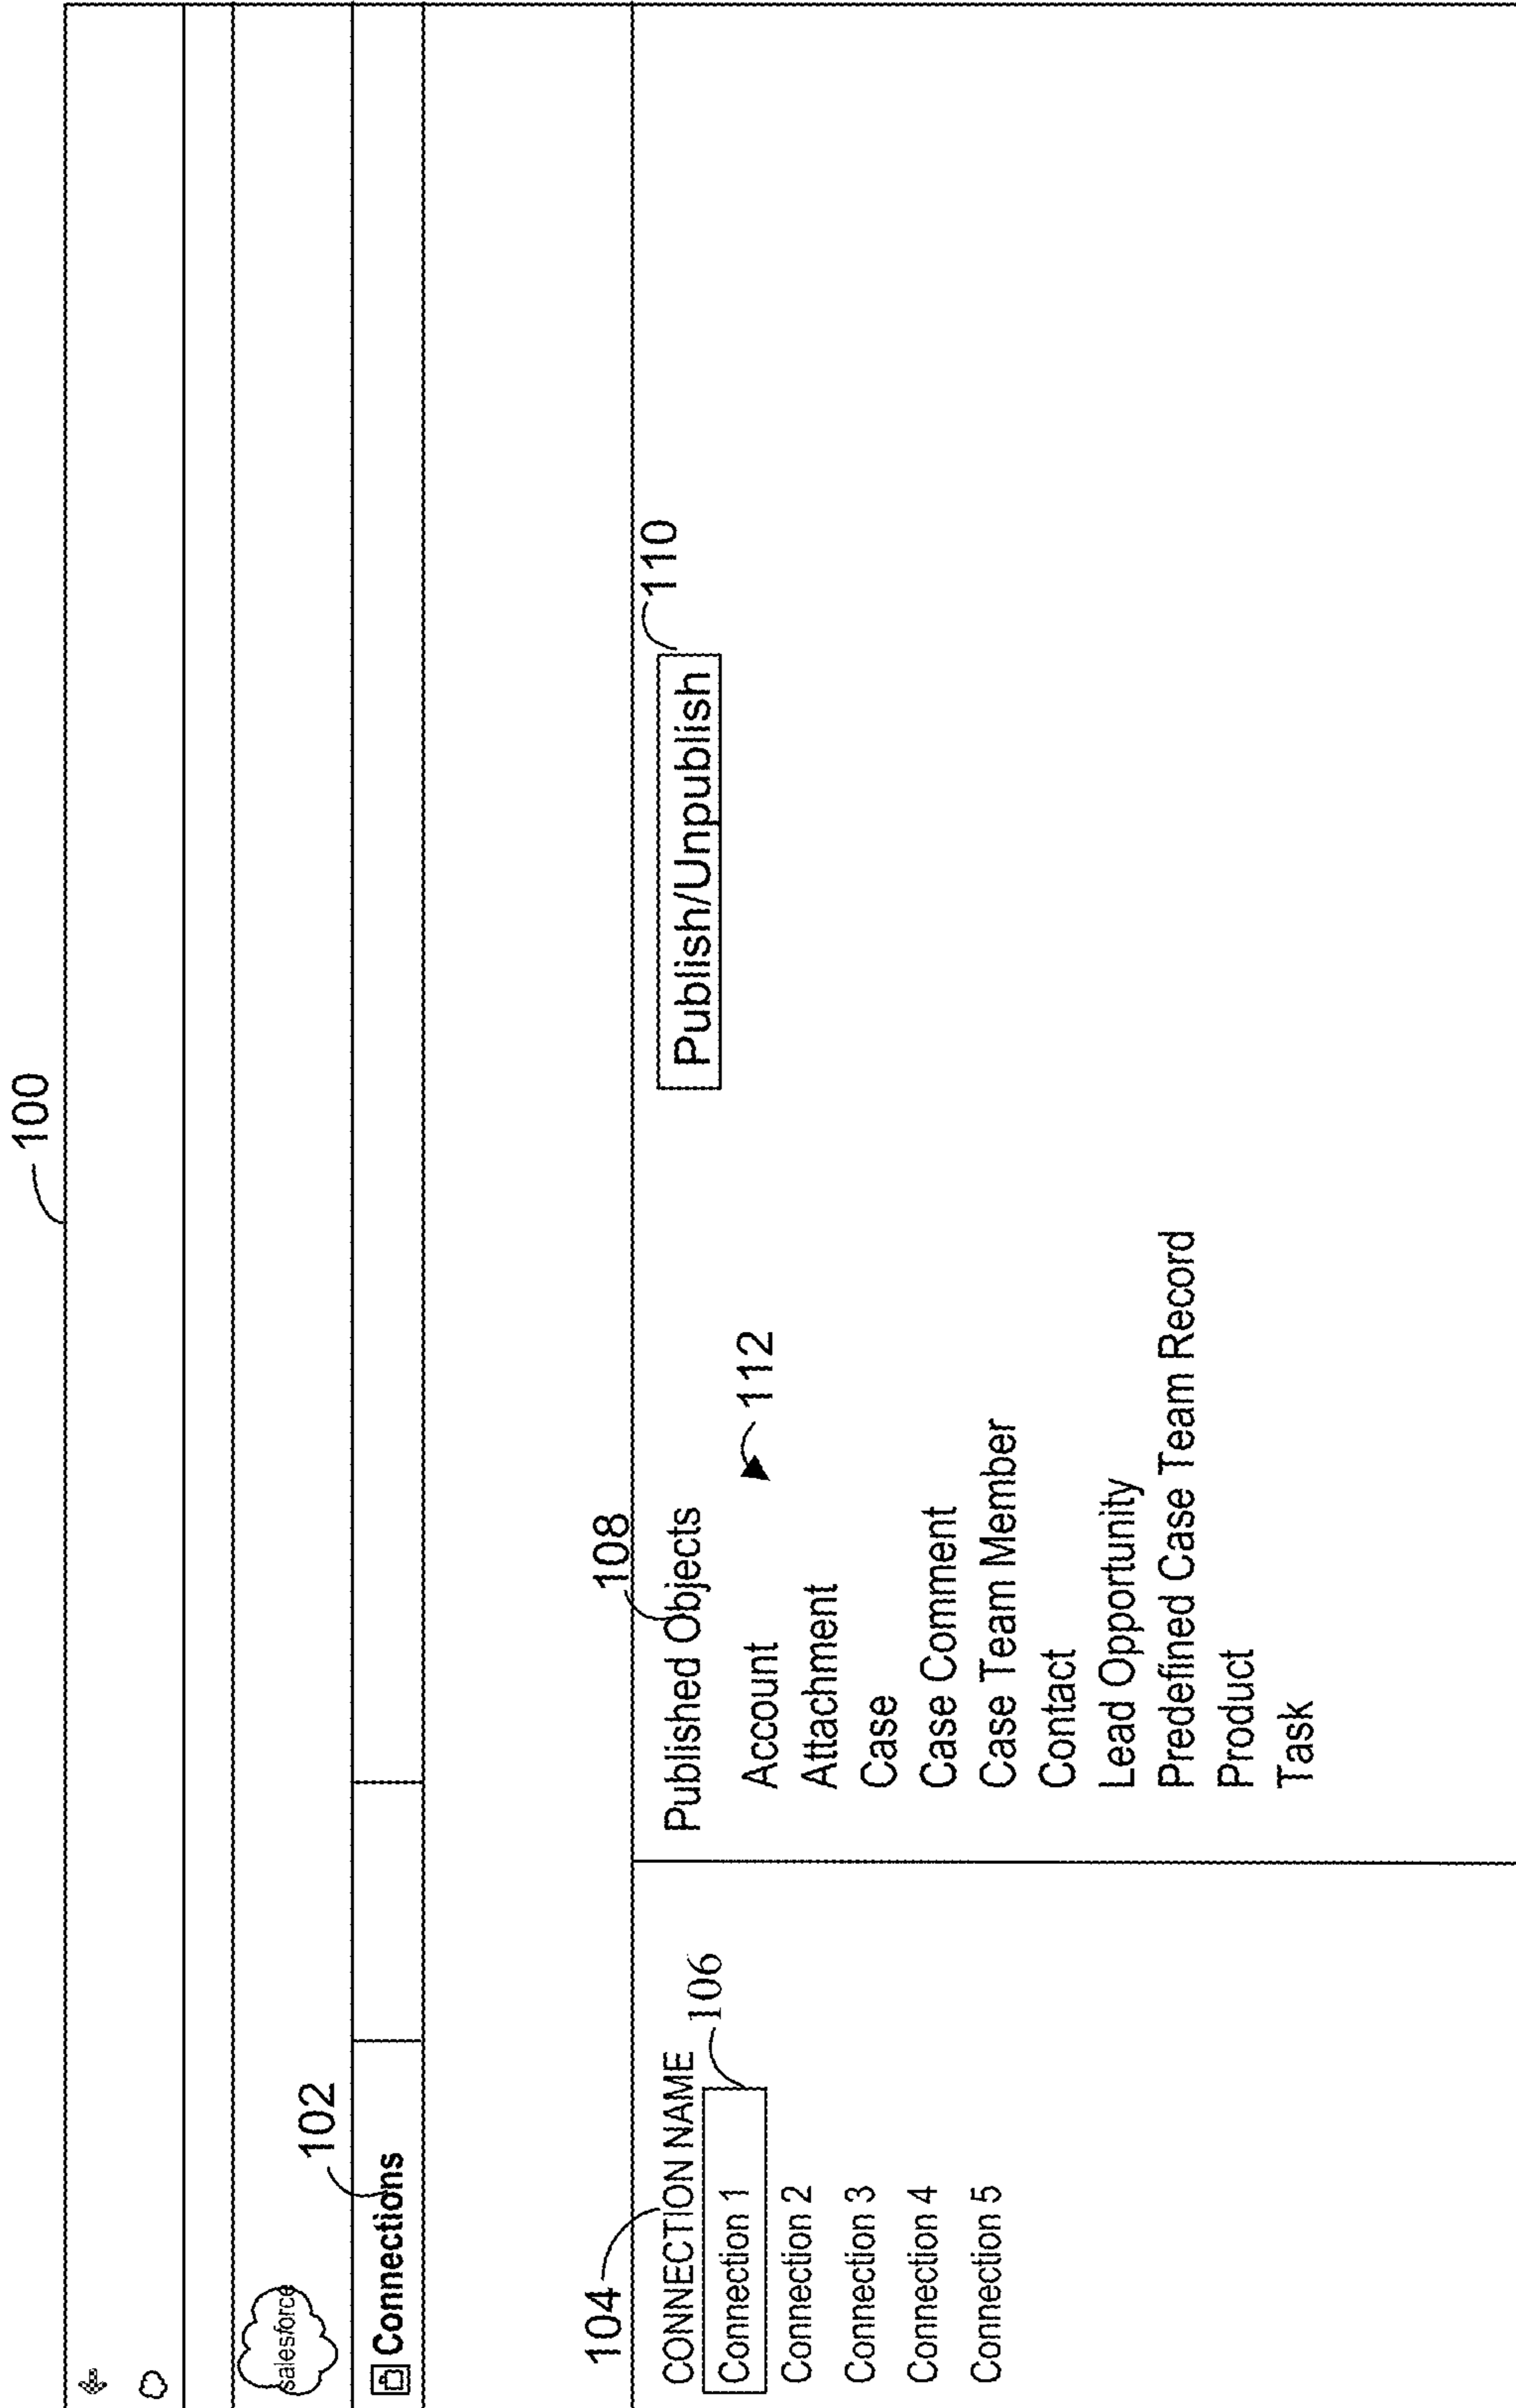 100
salesforce
102
Connections
104
CONNECTION NAME
106
Connection 1
Connection 2
Connection 3
Connection 4
Connection 5
108
Published Objects
110
Publish/Unpublish
112
Account
Attachment
Case
Case Comment
Case Team Member
Contact
Lead Opportunity
Predefined Case Team Record
Product
Task